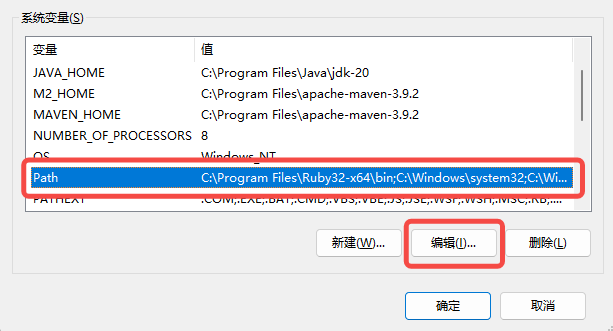 系统变量(S)
变量 值
JAVA_HOME C:\Program Files\Java\jdk-20
M2_HOME C:\Program Files\apache-maven-3.9.2
MAVEN_HOME C:\Program Files\apache-maven-3.9.2
NUMBER_OF_PROCESSORS 8
OS Windows_NT
Path C:\Program Files\Ruby32-x64\bin;C:\Windows\system32;C:\Wi...
PATHEXT .COM;.EXE;.BAT;.CMD;.VBS;.VBE;.JS;.JSE;.WSF;.WSH;.MSC;.RB;....
新建(W)... 编辑(I)... 删除(L)
确定 取消